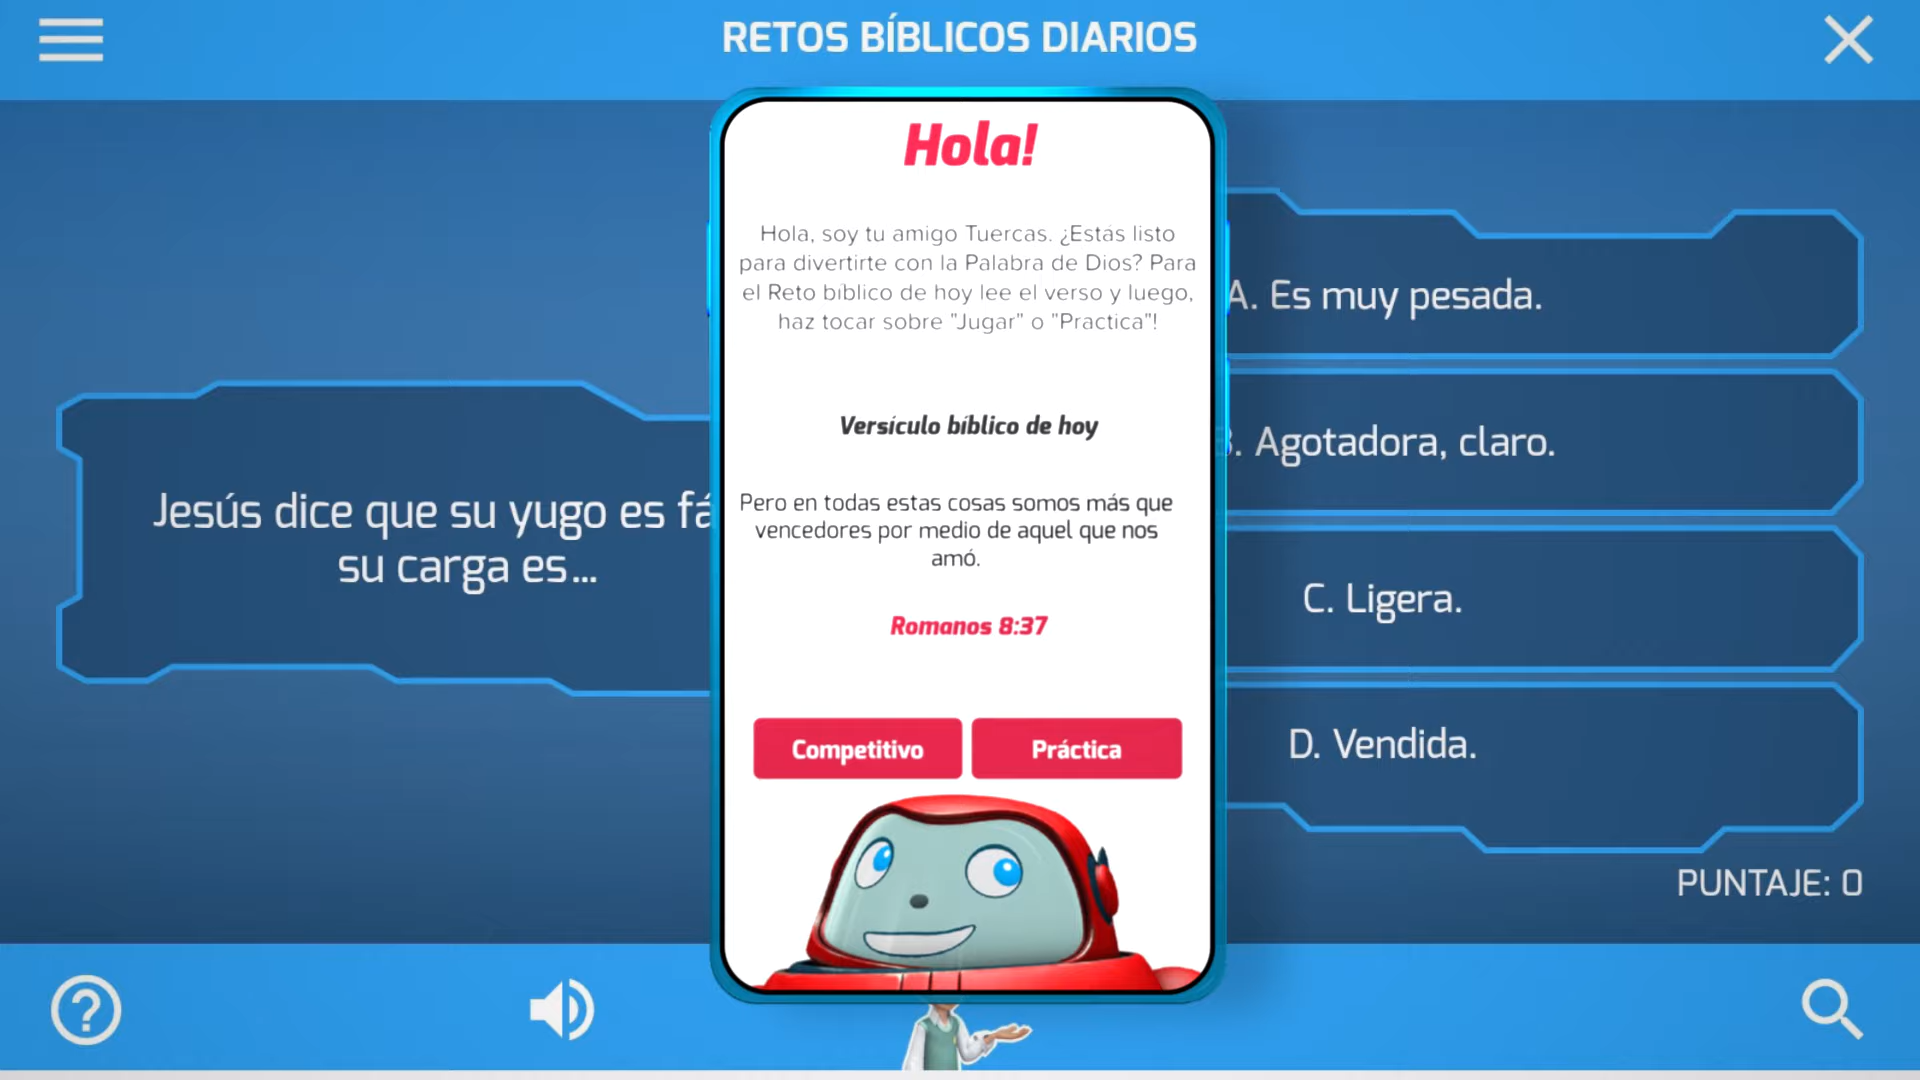 RETOS BÍBLICOS DIARIOS
Hola!
Hola, soy tu amigo Tuercas. ¿Estás listo
para divertirte con la Palabra de Dios? Para
el Reto bíblico de hoy lee el verso y luego,
haz tocar sobre "Jugar" o "Practica"!
Versículo bíblico de hoy
Pero en todas estas cosas somos más que
vencedores por medio de aquel que nos
amó.
Romanos 8:37
Competitivo
Práctica
Jesús dice que su yugo es fá
su carga es...
A. Es muy pesada.
B. Agotadora, claro.
C. Ligera.
D. Vendida.
PUNTAJE: 0
?